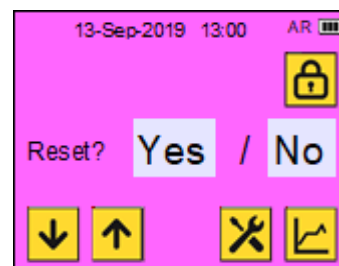 13-Sep-2019 13:00 AR
Reset? Yes / No